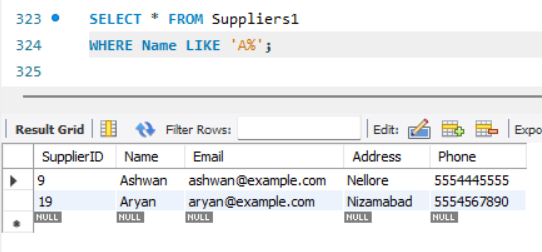 323 SELECT * FROM Suppliers1
324 WHERE Name LIKE 'A%';
325
Result Grid Filter Rows: Edit: Expo
SupplierID Name Email Address Phone
9 Ashwan ashwan@example.com Nellore 5554445555
19 Aryan aryan@example.com Nizamabad 5554567890
NULL NULL NULL NULL NULL